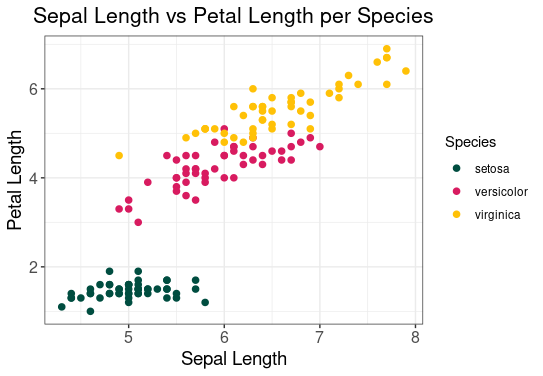 Sepal Length vs Petal Length per Species
Petal Length
6
4
2
5
6
7
8
Sepal Length
Species
setosa
versicolor
virginica